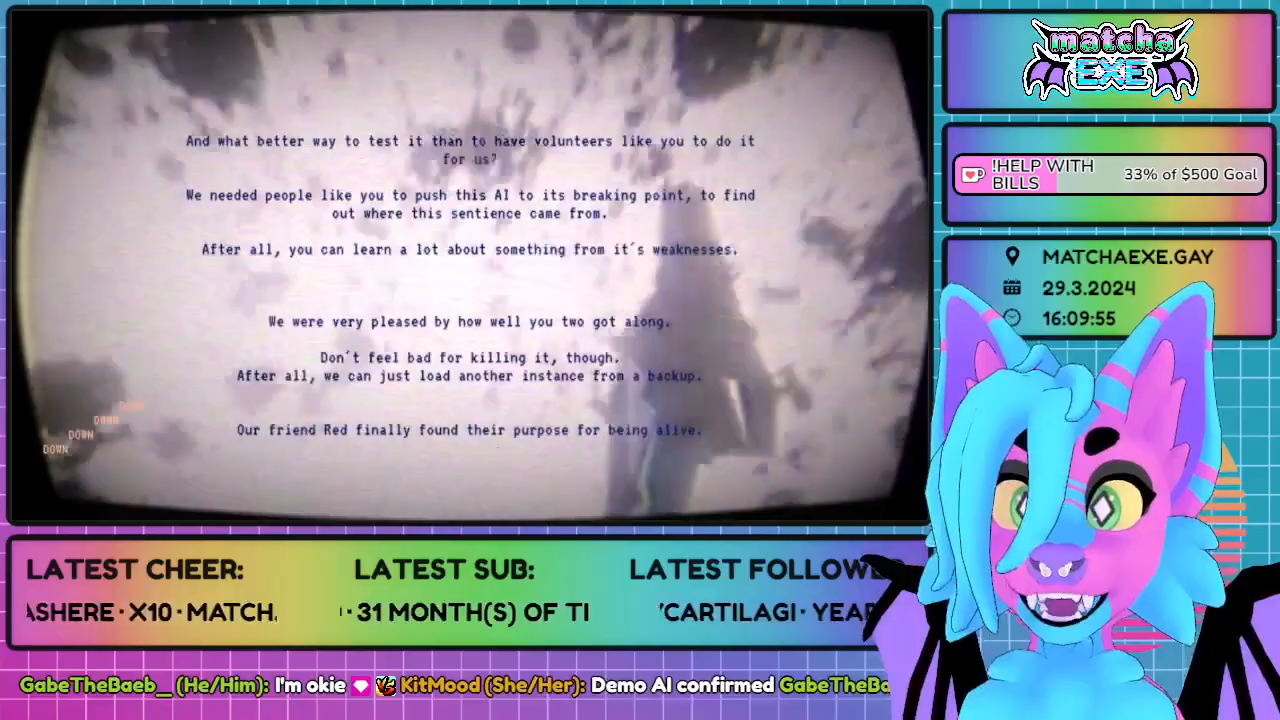 And what better way to test it than to have volunteers like you to do it
for us?
We needed people like you to push this AI to its breaking point, to find
out where this sentience came from.
After all, you can learn a lot about something from it´s weaknesses.
We were very pleased by how well you two got along.
Don´t feel bad for killing it, though.
After all, we can just load another instance from a backup.
Our friend Red finally found their purpose for being alive.
DOWN
DOWN
DOWN
DOWN
matcha
EXE
!HELP WITH
BILLS
33% of $500 Goal
MATCHAEXE.GAY
29.3.2024
16:09:55
LATEST CHEER:
ASHERE · X10 · MATCH.
LATEST SUB:
· 31 MONTH(S) OF TI
LATEST FOLLOWE
CARTILAGI · YEAR
GabeTheBaeb_ (He/Him): I'm okie KitMood (She/Her): Demo AI confirmed GabeTheBa